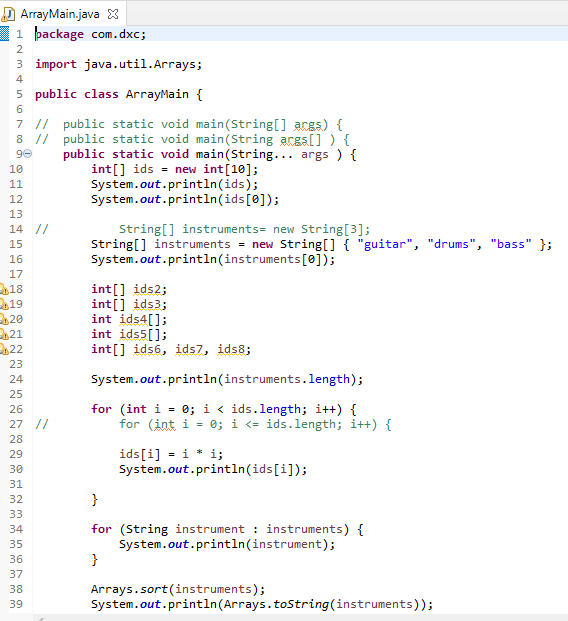 ArrayMain.java
1 package com.dxc;
2
3 import java.util.Arrays;
4
5 public class ArrayMain {
6
7 //  public static void main(String[] args) {
8 //  public static void main(String args[] ) {
9     public static void main(String... args ) {
10         int[] ids = new int[10];
11         System.out.println(ids);
12         System.out.println(ids[0]);
13
14 //          String[] instruments= new String[3];
15         String[] instruments = new String[] { "guitar", "drums", "bass" };
16         System.out.println(instruments[0]);
17
18         int[] ids2;
19         int[] ids3;
20         int ids4[];
21         int ids5[];
22         int[] ids6, ids7, ids8;
23
24         System.out.println(instruments.length);
25
26         for (int i = 0; i < ids.length; i++) {
27 //          for (int i = 0; i <= ids.length; i++) {
28
29             ids[i] = i * i;
30             System.out.println(ids[i]);
31
32         }
33
34         for (String instrument : instruments) {
35             System.out.println(instrument);
36         }
37
38         Arrays.sort(instruments);
39         System.out.println(Arrays.toString(instruments));